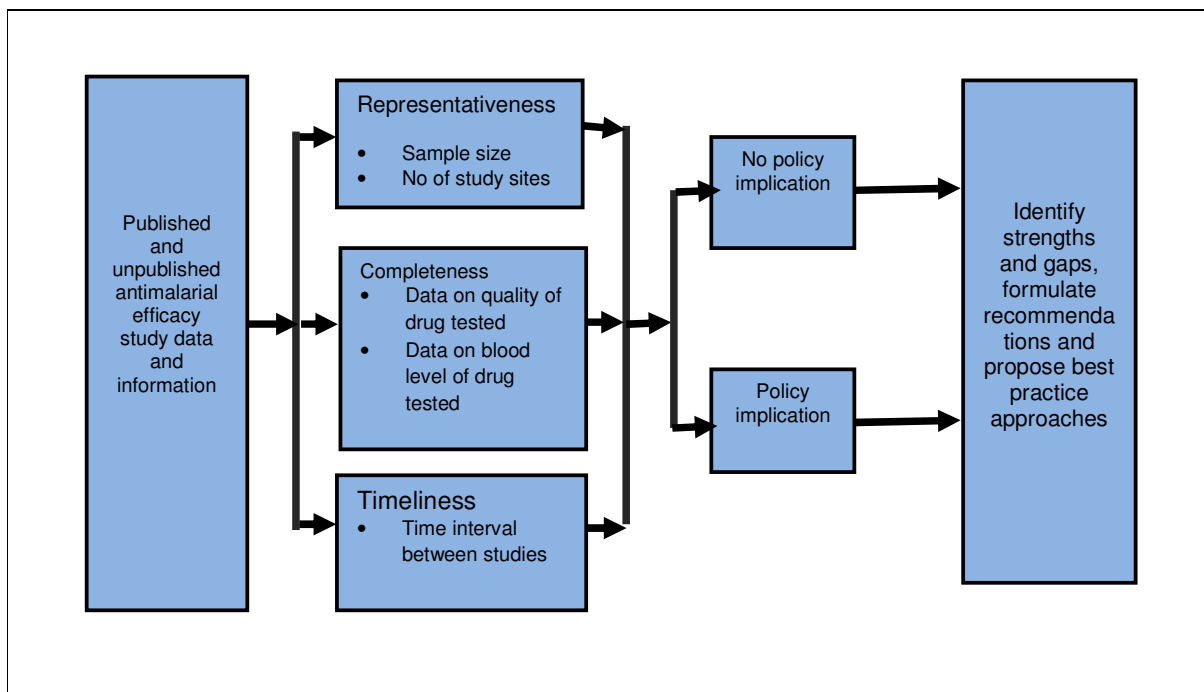 Published
and
unpublished
antimalarial
efficacy
study data
and
information
Representativeness
• Sample size
• No of study sites
Completeness
• Data on quality of
drug tested
• Data on blood
level of drug
tested
Timeliness
• Time interval
between studies
No policy
implication
Policy
implication
Identify
strengths
and gaps,
formulate
recommenda
tions and
propose best
practice
approaches